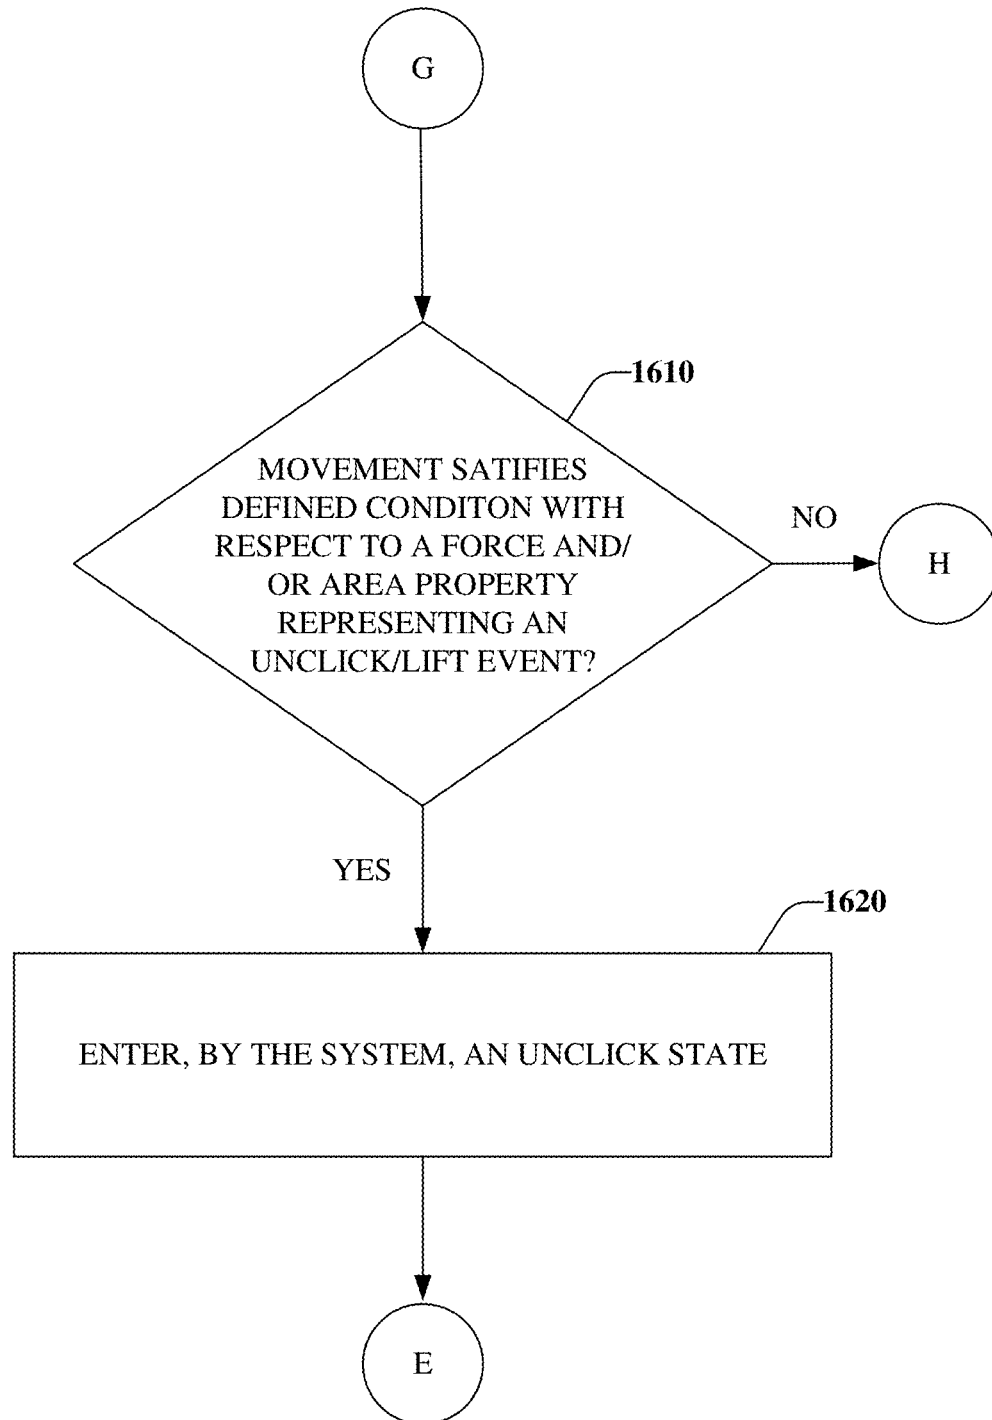 G
1610
MOVEMENT SATIFIES
DEFINED CONDITON WITH
RESPECT TO A FORCE AND/
OR AREA PROPERTY
REPRESENTING AN
UNCLICK/LIFT EVENT?
NO
H
YES
1620
ENTER, BY THE SYSTEM, AN UNCLICK STATE
E